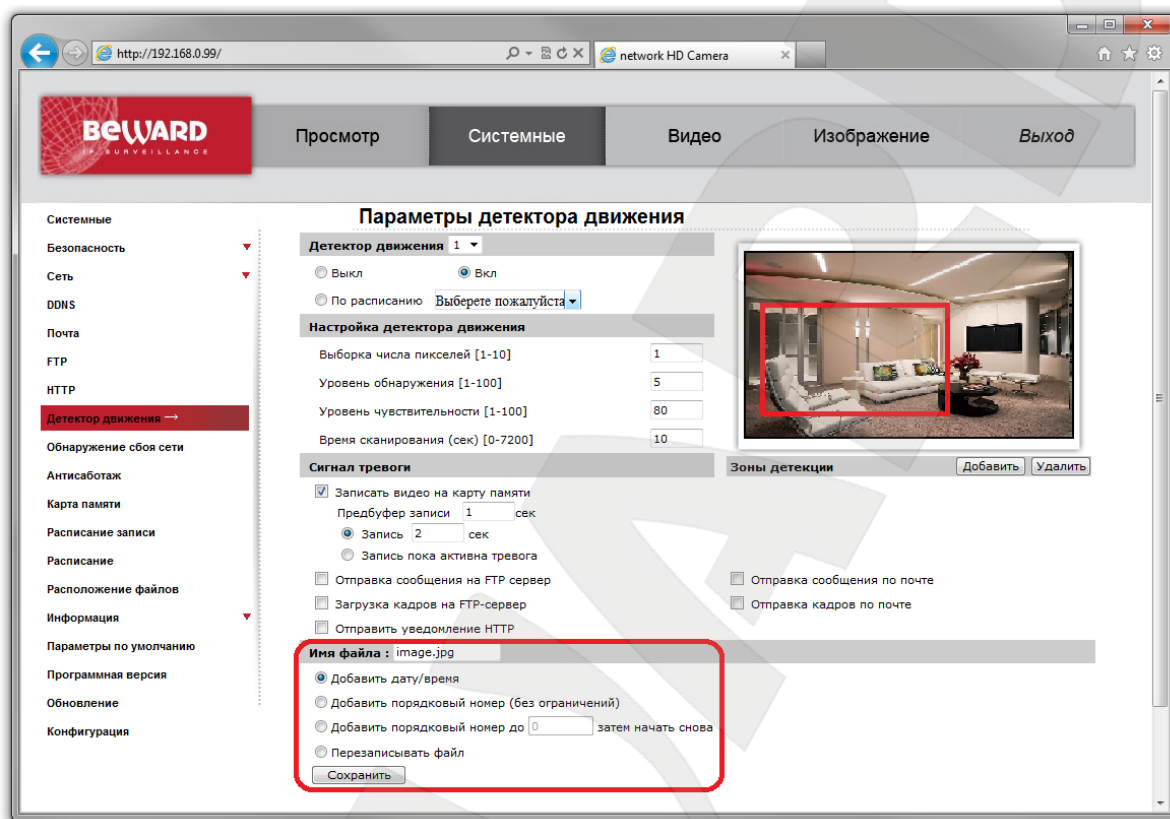 http://192.168.0.99/
network HD Camera
BEWARD
IP SURVEILLANCE
Просмотр
Системные
Видео
Изображение
Выход
Системные
Безопасность
Сеть
DDNS
Почта
FTP
HTTP
Детектор движения →
Обнаружение сбоя сети
Антисаботаж
Карта памяти
Расписание записи
Расписание
Расположение файлов
Информация
Параметры по умолчанию
Программная версия
Обновление
Конфигурация
Параметры детектора движения
Детектор движения 1
Выкл Вкл
По расписанию Выберете пожалуйста
Настройка детектора движения
Выборка числа пикселей [1-10] 1
Уровень обнаружения [1-100] 5
Уровень чувствительности [1-100] 80
Время сканирования (сек) [0-7200] 10
Сигнал тревоги
Зоны детекции Добавить Удалить
Записать видео на карту памяти
Предбуфер записи 1 сек
Запись 2 сек
Запись пока активна тревога
Отправка сообщения на FTP сервер Отправка сообщения по почте
Загрузка кадров на FTP-сервер Отправка кадров по почте
Отправить уведомление HTTP
Имя файла : image.jpg
Добавить дату/время
Добавить порядковый номер (без ограничений)
Добавить порядковый номер до 0 затем начать снова
Перезаписывать файл
Сохранить